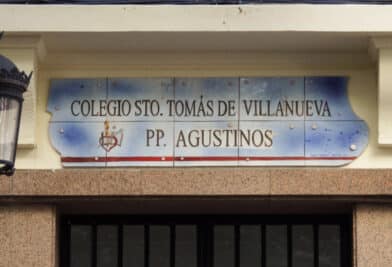 COLEGIO STO. TOMÁS DE VILLANUEVA
PP. AGUSTINOS